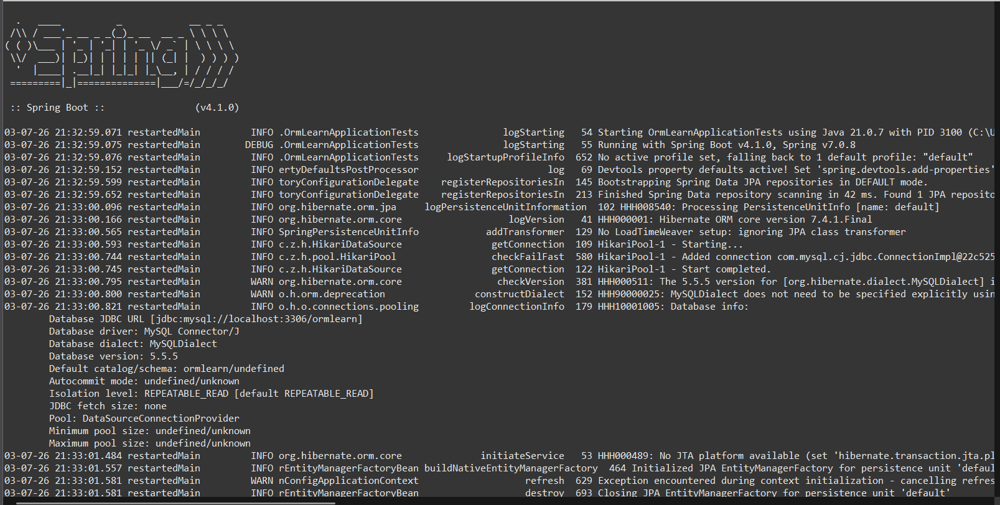 .   ____          _            __ _ _
 /\\ / ___'_ __ _ _(_)_ __  __ _ \ \ \ \
( ( )\___ | '_ | '_| | '_ \/ _` | \ \ \ \
 \\/  ___)| |_)| | | | | || (_| |  ) ) ) )
  '  |____| .__|_| |_|_| |_\__, | / / / /
 =========|_|==============|___/=/_/_/_/
 :: Spring Boot ::                (v4.1.0)
03-07-26 21:32:59.071 restartedMain         INFO .OrmLearnApplicationTests               logStarting   54 Starting OrmLearnApplicationTests using Java 21.0.7 with PID 3100 (C:\U
03-07-26 21:32:59.075 restartedMain        DEBUG .OrmLearnApplicationTests               logStarting   55 Running with Spring Boot v4.1.0, Spring v7.0.8
03-07-26 21:32:59.076 restartedMain         INFO .OrmLearnApplicationTests     logStartupProfileInfo  652 No active profile set, falling back to 1 default profile: "default"
03-07-26 21:32:59.152 restartedMain         INFO ertyDefaultsPostProcessor                       log   69 Devtools property defaults active! Set 'spring.devtools.add-properties'
03-07-26 21:32:59.599 restartedMain         INFO toryConfigurationDelegate    registerRepositoriesIn  145 Bootstrapping Spring Data JPA repositories in DEFAULT mode.
03-07-26 21:32:59.652 restartedMain         INFO toryConfigurationDelegate    registerRepositoriesIn  213 Finished Spring Data repository scanning in 42 ms. Found 1 JPA reposito
03-07-26 21:33:00.096 restartedMain         INFO org.hibernate.orm.jpa     logPersistenceUnitInformation  102 HHH008540: Processing PersistenceUnitInfo [name: default]
03-07-26 21:33:00.166 restartedMain         INFO org.hibernate.orm.core                   logVersion   41 HHH000001: Hibernate ORM core version 7.4.1.Final
03-07-26 21:33:00.565 restartedMain         INFO SpringPersistenceUnitInfo            addTransformer  129 No LoadTimeWeaver setup: ignoring JPA class transformer
03-07-26 21:33:00.593 restartedMain         INFO c.z.h.HikariDataSource                getConnection  109 HikariPool-1 - Starting...
03-07-26 21:33:00.744 restartedMain         INFO c.z.h.pool.HikariPool                 checkFailFast  580 HikariPool-1 - Added connection com.mysql.cj.jdbc.ConnectionImpl@22c525
03-07-26 21:33:00.745 restartedMain         INFO c.z.h.HikariDataSource                getConnection  122 HikariPool-1 - Start completed.
03-07-26 21:33:00.795 restartedMain         WARN org.hibernate.orm.core                 checkVersion  381 HHH000511: The 5.5.5 version for [org.hibernate.dialect.MySQLDialect] i
03-07-26 21:33:00.800 restartedMain         WARN o.h.orm.deprecation                constructDialect  152 HHH90000025: MySQLDialect does not need to be specified explicitly usin
03-07-26 21:33:00.821 restartedMain         INFO o.h.o.connections.pooling         logConnectionInfo  179 HHH10001005: Database info:
        Database JDBC URL [jdbc:mysql://localhost:3306/ormlearn]
        Database driver: MySQL Connector/J
        Database dialect: MySQLDialect
        Database version: 5.5.5
        Default catalog/schema: ormlearn/undefined
        Autocommit mode: undefined/unknown
        Isolation level: REPEATABLE_READ [default REPEATABLE_READ]
        JDBC fetch size: none
        Pool: DataSourceConnectionProvider
        Minimum pool size: undefined/unknown
        Maximum pool size: undefined/unknown
03-07-26 21:33:01.484 restartedMain         INFO org.hibernate.orm.core              initiateService   53 HHH000489: No JTA platform available (set 'hibernate.transaction.jta.pl
03-07-26 21:33:01.557 restartedMain         INFO rEntityManagerFactoryBean buildNativeEntityManagerFactory  464 Initialized JPA EntityManagerFactory for persistence unit 'defaul
03-07-26 21:33:01.581 restartedMain         WARN nConfigApplicationContext                   refresh  629 Exception encountered during context initialization - cancelling refres
03-07-26 21:33:01.581 restartedMain         INFO rEntityManagerFactoryBean                   destroy  693 Closing JPA EntityManagerFactory for persistence unit 'default'